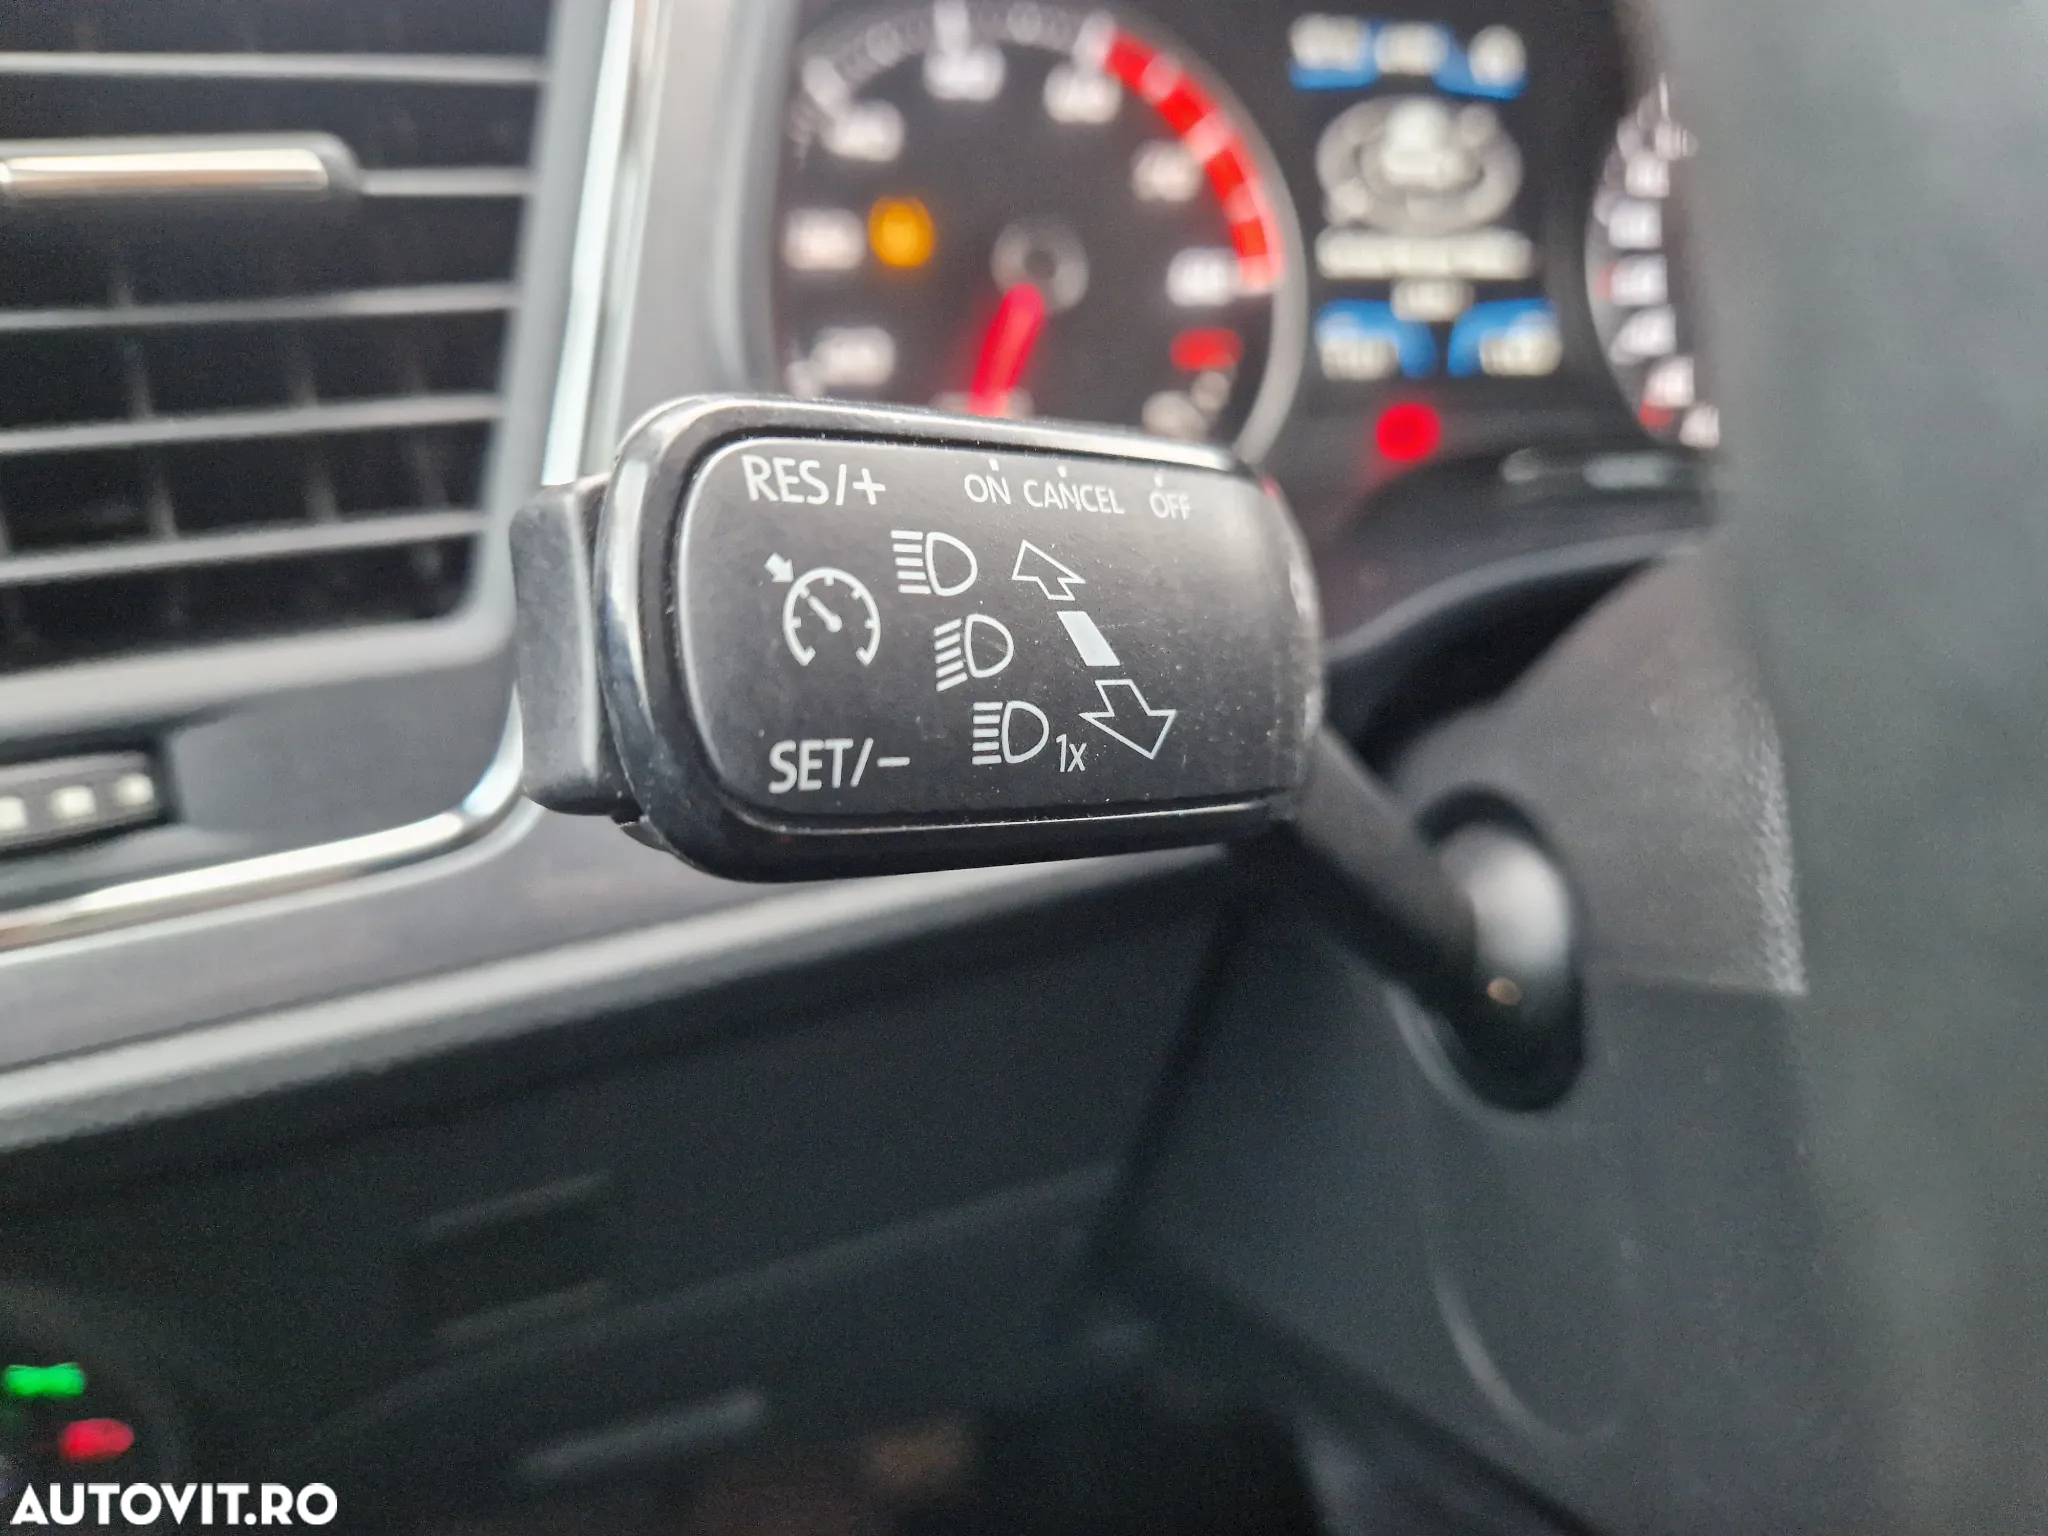 RES/+ ON CANCEL OFF
1x
SET/−
AUTOVIT.RO